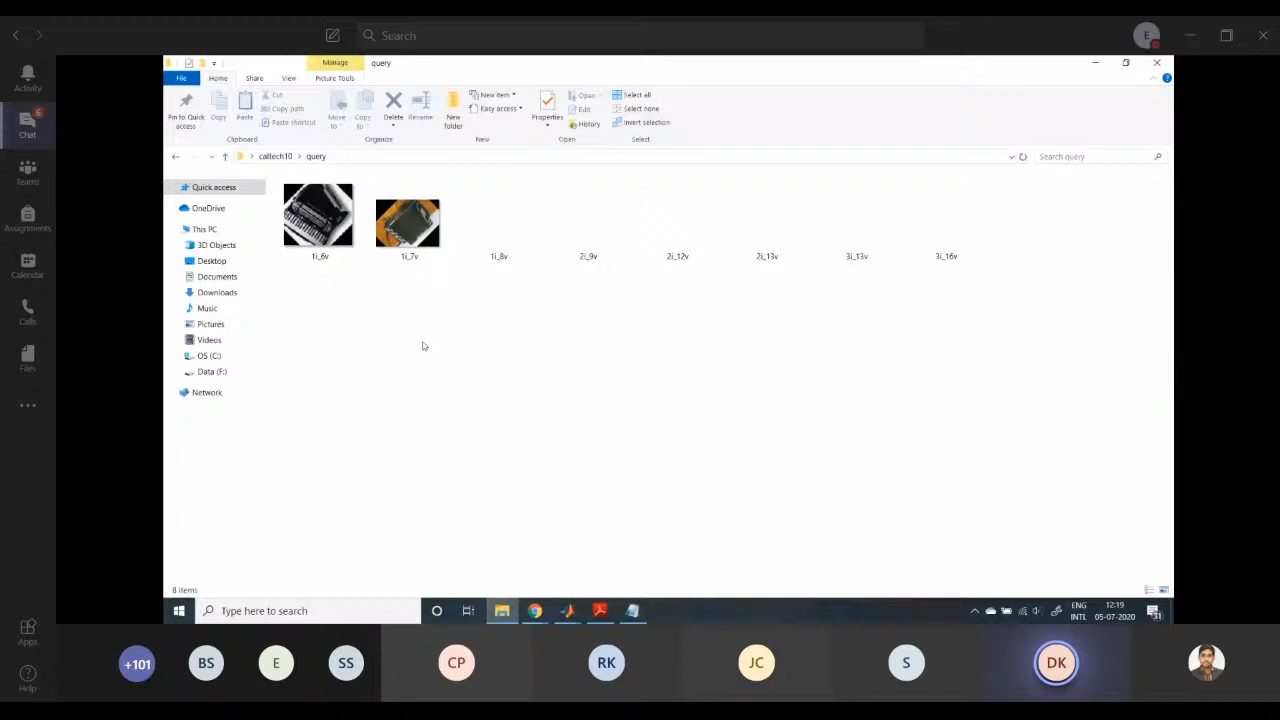 Search
E
Activity
6
Chat
Teams
Assignments
Calendar
Calls
Files
Apps
Help
Manage
query
File
Home
Share
View
Picture Tools
Pin to Quick access
Copy
Paste
Cut
Copy path
Paste shortcut
Clipboard
Move to
Copy to
Delete
Rename
Organize
New folder
New item
Easy access
New
Properties
Open
Edit
History
Open
Select all
Select none
Invert selection
Select
caltech10 > query
Search query
Quick access
OneDrive
This PC
3D Objects
Desktop
Documents
Downloads
Music
Pictures
Videos
OS (C:)
Data (F:)
Network
1i_6v
1i_7v
1i_8v
2i_9v
2i_12v
2i_13v
3i_13v
3i_16v
8 items
Type here to search
ENG
INTL
12:19
05-07-2020
31
+101
BS
E
SS
CP
RK
JC
S
DK